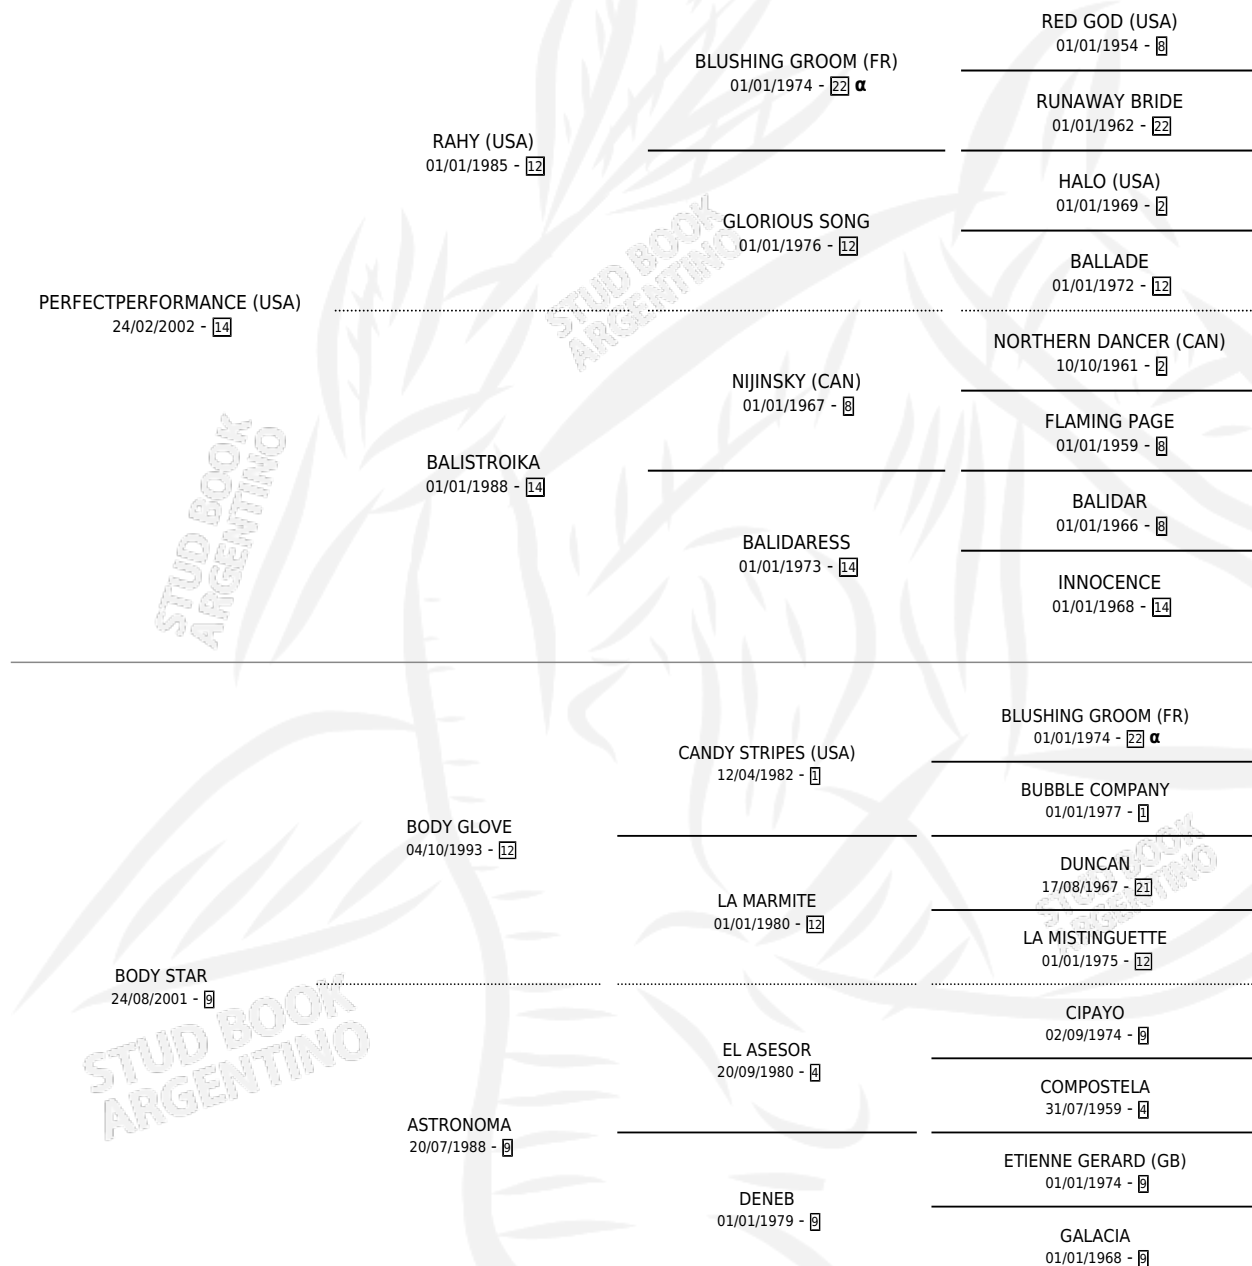 RED GOD (USA)
01/01/1954 - 8
BLUSHING GROOM (FR)
01/01/1974 - 22 α
RUNAWAY BRIDE
01/01/1962 - 22
RAHY (USA)
01/01/1985 - 12
HALO (USA)
01/01/1969 - 2
GLORIOUS SONG
01/01/1976 - 12
BALLADE
01/01/1972 - 12
PERFECTPERFORMANCE (USA)
24/02/2002 - 14
NORTHERN DANCER (CAN)
10/10/1961 - 2
NIJINSKY (CAN)
01/01/1967 - 8
FLAMING PAGE
01/01/1959 - 8
BALISTROIKA
01/01/1988 - 14
BALIDAR
01/01/1966 - 8
BALIDARESS
01/01/1973 - 14
INNOCENCE
01/01/1968 - 14
STUD BOOK
ARGENTINO
STUD BOOK
ARGENTINO
BLUSHING GROOM (FR)
01/01/1974 - 22 α
CANDY STRIPES (USA)
12/04/1982 - 1
BUBBLE COMPANY
01/01/1977 - 1
BODY GLOVE
04/10/1993 - 12
DUNCAN
17/08/1967 - 21
LA MARMITE
01/01/1980 - 12
LA MISTINGUETTE
01/01/1975 - 12
BODY STAR
24/08/2001 - 9
CIPAYO
02/09/1974 - 9
EL ASESOR
20/09/1980 - 4
COMPOSTELA
31/07/1959 - 4
ASTRONOMA
20/07/1988 - 9
ETIENNE GERARD (GB)
01/01/1974 - 9
DENEB
01/01/1979 - 9
GALACIA
01/01/1968 - 9
STUD BOOK
ARGENTINO
STUD BOOK
ARGENTINO